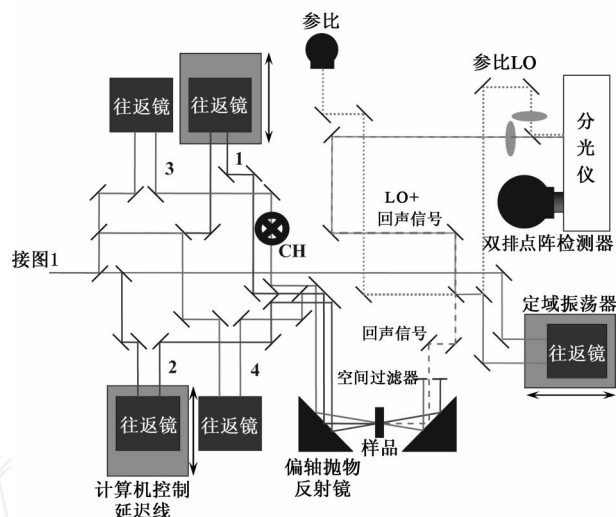 参比
参比LO
往返镜
往返镜
分
光
仪
3
1
LO+
回声信号
CH
双排点阵检测器
接图1
定域振荡器
回声信号
往返镜
2
4
空间过滤器
往返镜
往返镜
样品
偏轴抛物
反射镜
计算机控制
延迟线